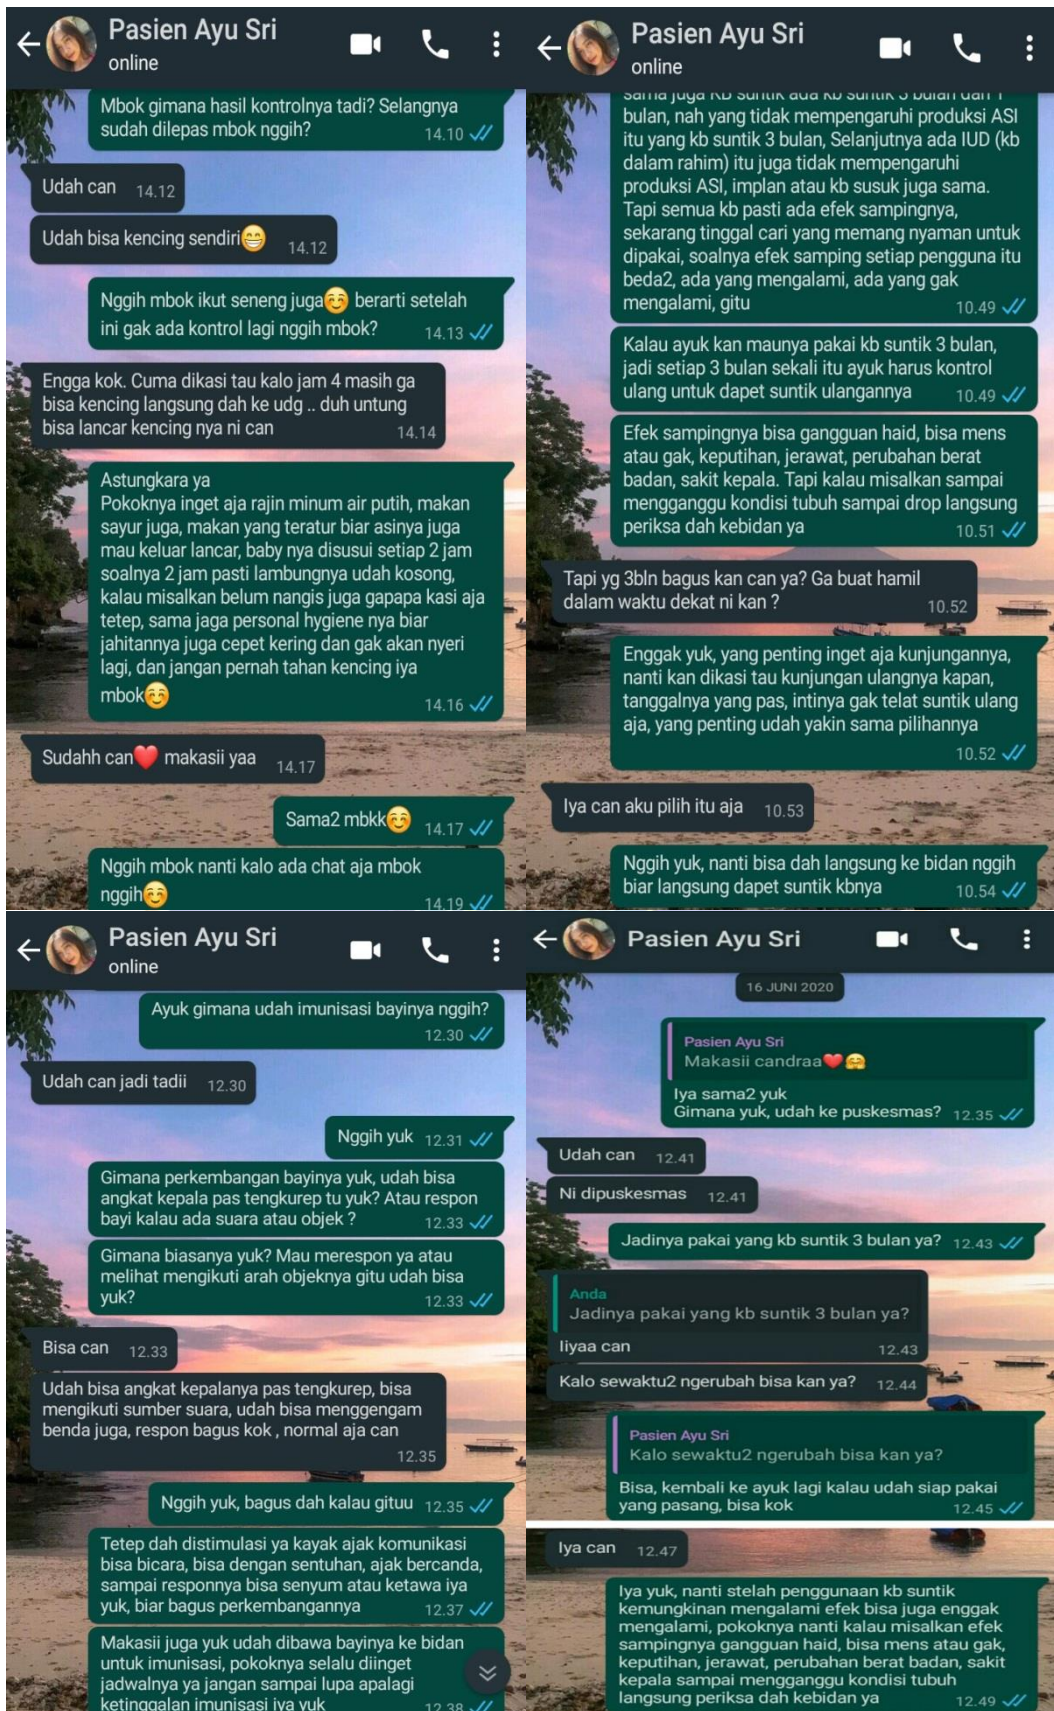 Pasien Ayu Sri
online
Mbok gimana hasil kontrolnya tadi? Selangnya
sudah dilepas mbok nggih?
14.10
Udah can
14.12
Udah bisa kencing sendiri😁
14.12
Nggih mbok ikut seneng juga☺️ berarti setelah
ini gak ada kontrol lagi nggih mbok?
14.13
Engga kok. Cuma dikasi tau kalo jam 4 masih ga
bisa kencing langsung dah ke udg .. duh untung
bisa lancar kencing nya ni can
14.14
Astungkara ya
Pokoknya inget aja rajin minum air putih, makan
sayur juga, makan yang teratur biar asinya juga
mau keluar lancar, baby nya disusui setiap 2 jam
soalnya 2 jam pasti lambungnya udah kosong,
kalau misalkan belum nangis juga gapapa kasi aja
tetep, sama jaga personal hygiene nya biar
jahitannya juga cepet kering dan gak akan nyeri
lagi, dan jangan pernah tahan kencing iya
mbok☺️
14.16
Sudahh can❤️ makasii yaa
14.17
Sama2 mbkk☺️
14.17
Nggih mbok nanti kalo ada chat aja mbok
nggih☺️
14.19
Pasien Ayu Sri
online
sama juga KB suntik ada kb suntik 3 bulan dan 1
bulan, nah yang tidak mempengaruhi produksi ASI
itu yang kb suntik 3 bulan, Selanjutnya ada IUD (kb
dalam rahim) itu juga tidak mempengaruhi
produksi ASI, implan atau kb susuk juga sama.
Tapi semua kb pasti ada efek sampingnya,
sekarang tinggal cari yang memang nyaman untuk
dipakai, soalnya efek samping setiap pengguna itu
beda2, ada yang mengalami, ada yang gak
mengalami, gitu
10.49
Kalau ayuk kan maunya pakai kb suntik 3 bulan,
jadi setiap 3 bulan sekali itu ayuk harus kontrol
ulang untuk dapet suntik ulangannya
10.49
Efek sampingnya bisa gangguan haid, bisa mens
atau gak, keputihan, jerawat, perubahan berat
badan, sakit kepala. Tapi kalau misalkan sampai
mengganggu kondisi tubuh sampai drop langsung
periksa dah kebidan ya
10.51
Tapi yg 3bln bagus kan can ya? Ga buat hamil
dalam waktu dekat ni kan ?
10.52
Enggak yuk, yang penting inget aja kunjungannya,
nanti kan dikasi tau kunjungan ulangnya kapan,
tanggalnya yang pas, intinya gak telat suntik ulang
aja, yang penting udah yakin sama pilihannya
10.52
Iya can aku pilih itu aja
10.53
Nggih yuk, nanti bisa dah langsung ke bidan nggih
biar langsung dapet suntik kbnya
10.54
Pasien Ayu Sri
online
Ayuk gimana udah imunisasi bayinya nggih?
12.30
Udah can jadi tadii
12.30
Nggih yuk
12.31
Gimana perkembangan bayinya yuk, udah bisa
angkat kepala pas tengkurep tu yuk? Atau respon
bayi kalau ada suara atau objek ?
12.33
Gimana biasanya yuk? Mau merespon ya atau
melihat mengikuti arah objeknya gitu udah bisa
yuk?
12.33
Bisa can
12.33
Udah bisa angkat kepalanya pas tengkurep, bisa
mengikuti sumber suara, udah bisa menggengam
benda juga, respon bagus kok , normal aja can
12.35
Nggih yuk, bagus dah kalau gituu
12.35
Tetep dah distimulasi ya kayak ajak komunikasi
bisa bicara, bisa dengan sentuhan, ajak bercanda,
sampai responnya bisa senyum atau ketawa iya
yuk, biar bagus perkembangannya
12.37
Makasii juga yuk udah dibawa bayinya ke bidan
untuk imunisasi, pokoknya selalu diinget
jadwalnya ya jangan sampai lupa apalagi
ketinggalan imunisasi iya yuk
12.38
Pasien Ayu Sri
16 JUNI 2020
Pasien Ayu Sri
Makasii candraa❤️🤗
Iya sama2 yuk
Gimana yuk, udah ke puskesmas?
12.35
Udah can
12.41
Ni dipuskesmas
12.41
Jadinya pakai yang kb suntik 3 bulan ya?
12.43
Anda
Jadinya pakai yang kb suntik 3 bulan ya?
Iiyaa can
12.43
Kalo sewaktu2 ngerubah bisa kan ya?
12.44
Pasien Ayu Sri
Kalo sewaktu2 ngerubah bisa kan ya?
Bisa, kembali ke ayuk lagi kalau udah siap pakai
yang pasang, bisa kok
12.45
Iya can
12.47
Iya yuk, nanti stelah penggunaan kb suntik
kemungkinan mengalami efek bisa juga enggak
mengalami, pokoknya nanti kalau misalkan efek
sampingnya gangguan haid, bisa mens atau gak,
keputihan, jerawat, perubahan berat badan, sakit
kepala sampai mengganggu kondisi tubuh
langsung periksa dah kebidan ya
12.49